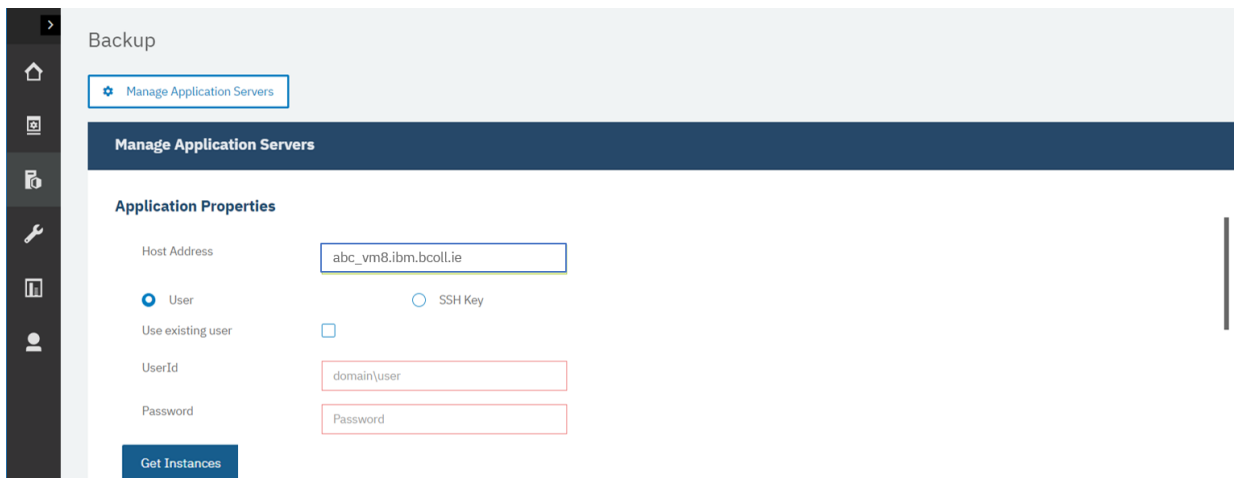 Backup
Manage Application Servers
Manage Application Servers
Application Properties
Host Address
abc_vm8.ibm.bcoll.ie
User
SSH Key
Use existing user
UserId
domain\user
Password
Password
Get Instances